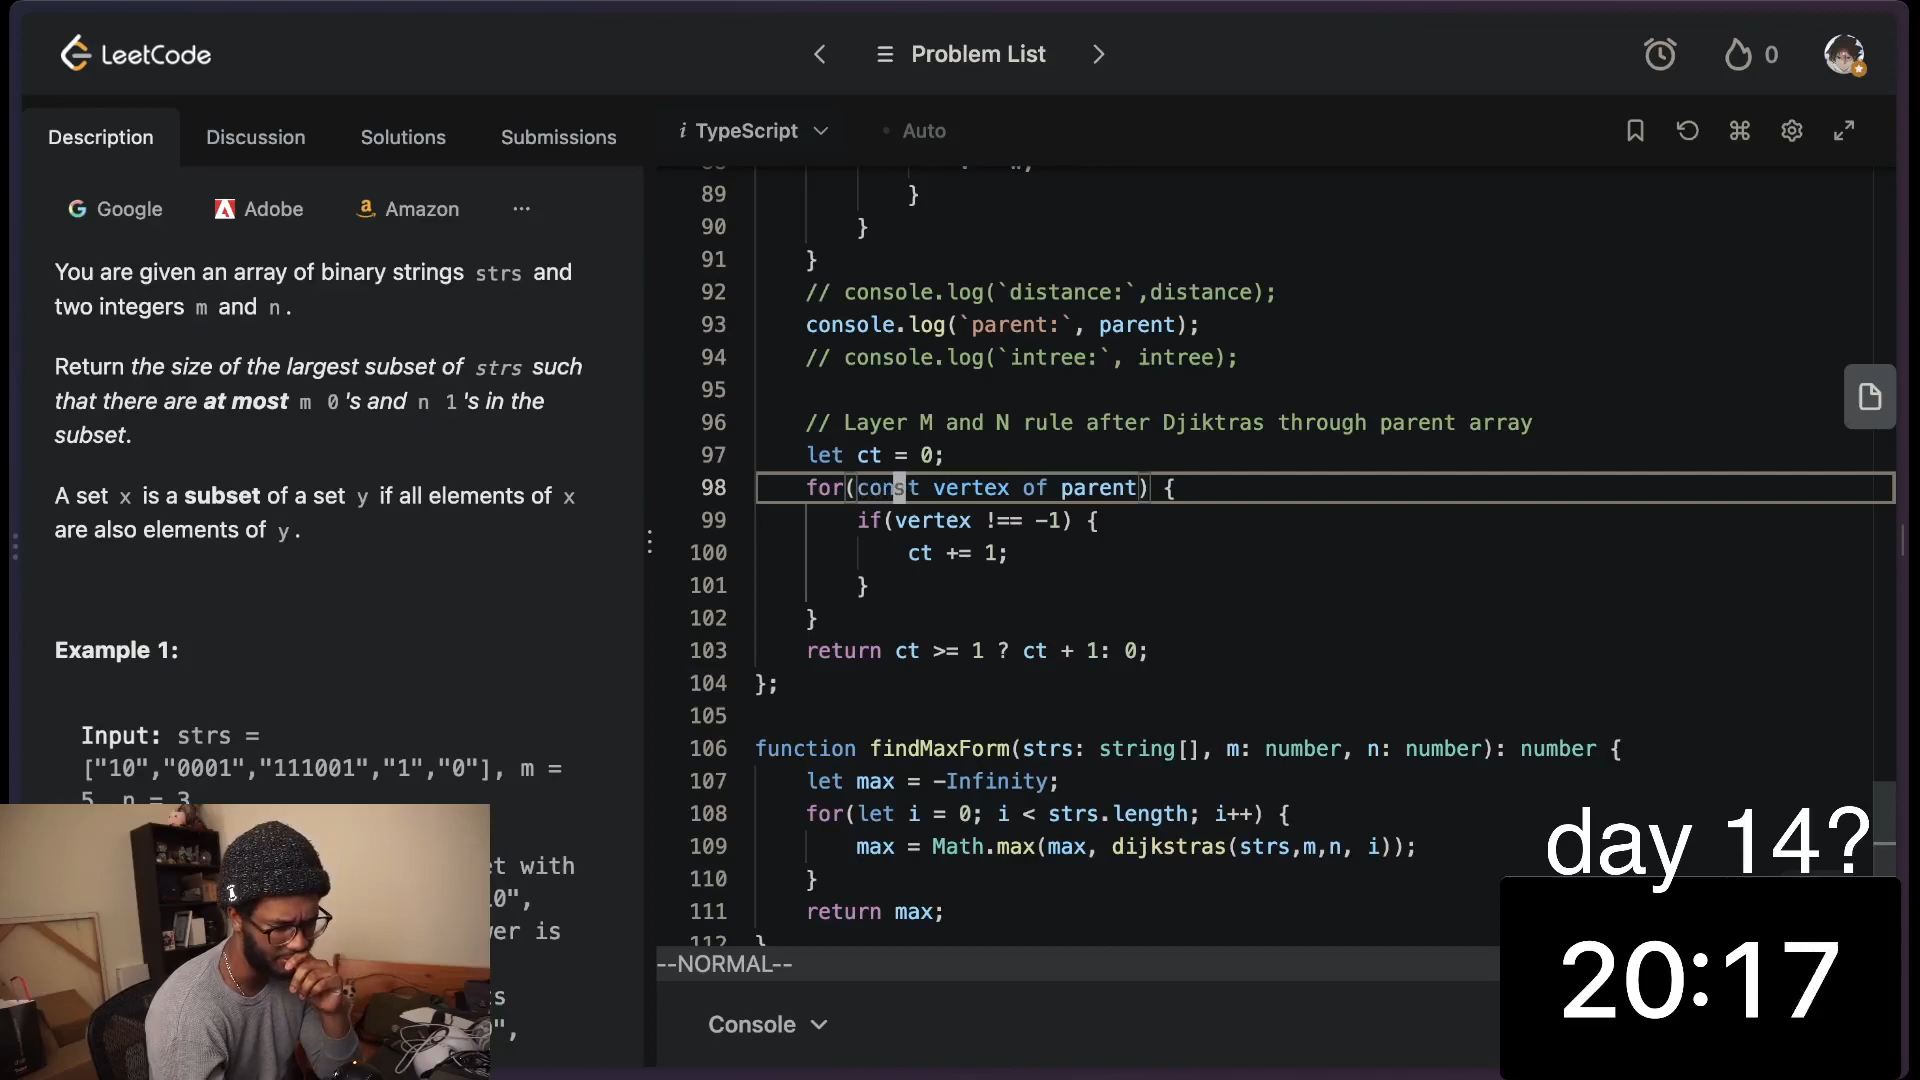 LeetCode
Problem List
0
Description
Discussion
Solutions
Submissions
i TypeScript
• Auto
Google
Adobe
Amazon
...
You are given an array of binary strings strs and
two integers m and n.
Return the size of the largest subset of strs such
that there are at most m 0's and n 1's in the
subset.
A set x is a subset of a set y if all elements of x
are also elements of y.
Example 1:
Input: strs =
["10","0001","111001","1","0"], m =
5, n = 3
et with
10",
wer is
s
",
89 }
90 }
91 }
92 // console.log(`distance:`,distance);
93 console.log(`parent:`, parent);
94 // console.log(`intree:`, intree);
95
96 // Layer M and N rule after Djiktras through parent array
97 let ct = 0;
98 for(const vertex of parent) {
99 if(vertex !== -1) {
100 ct += 1;
101 }
102 }
103 return ct >= 1 ? ct + 1: 0;
104 };
105
106 function findMaxForm(strs: string[], m: number, n: number): number {
107 let max = -Infinity;
108 for(let i = 0; i < strs.length; i++) {
109 max = Math.max(max, dijkstras(strs,m,n, i));
110 }
111 return max;
112 }
--NORMAL--
Console
day 14?
20:17